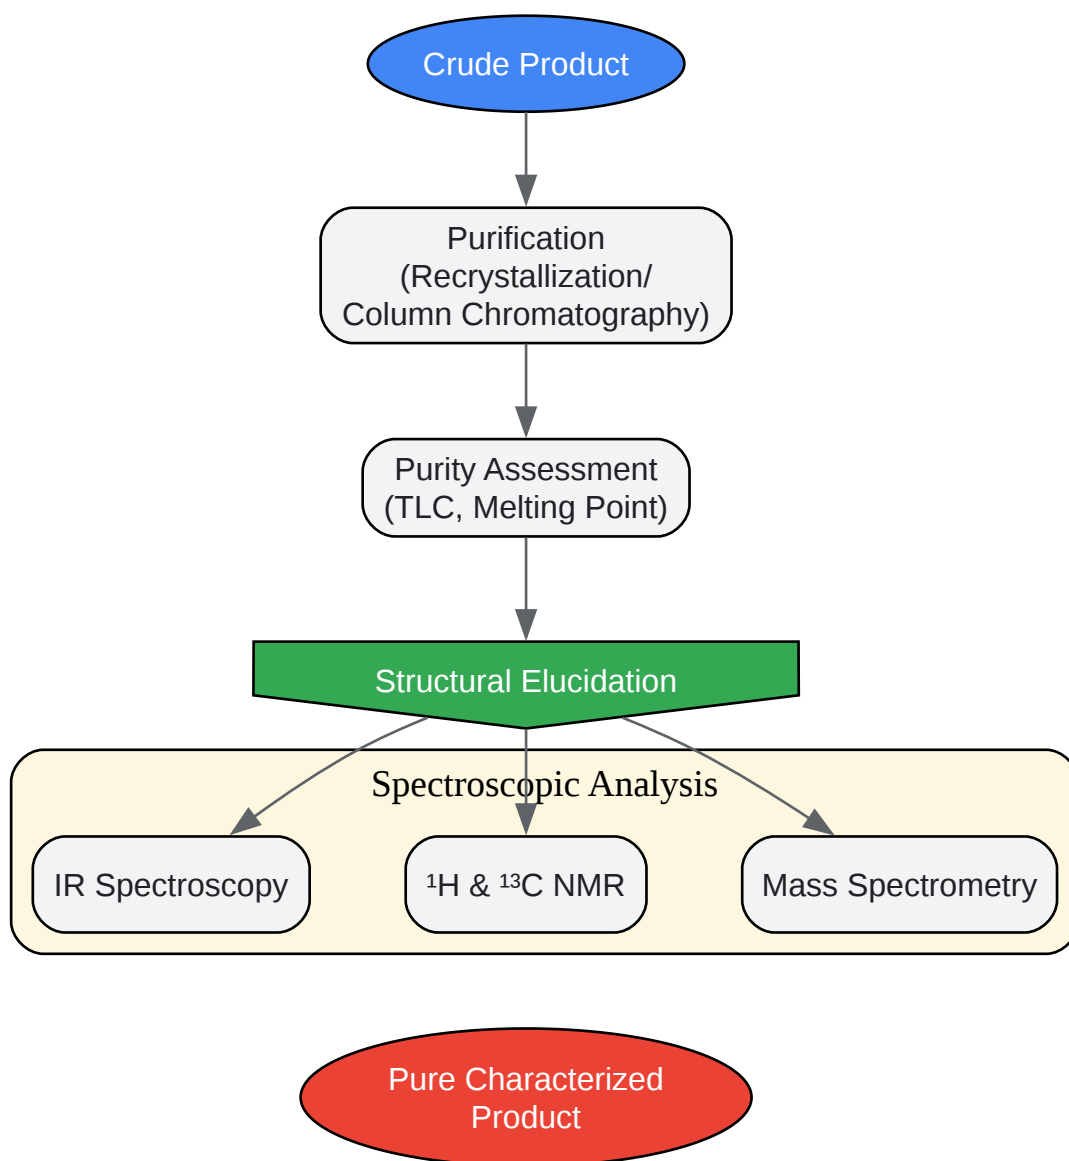 Crude Product
Purification
(Recrystallization/
Column Chromatography)
Purity Assessment
(TLC, Melting Point)
Structural Elucidation
Spectroscopic Analysis
IR Spectroscopy
¹H & ¹³C NMR
Mass Spectrometry
Pure Characterized
Product